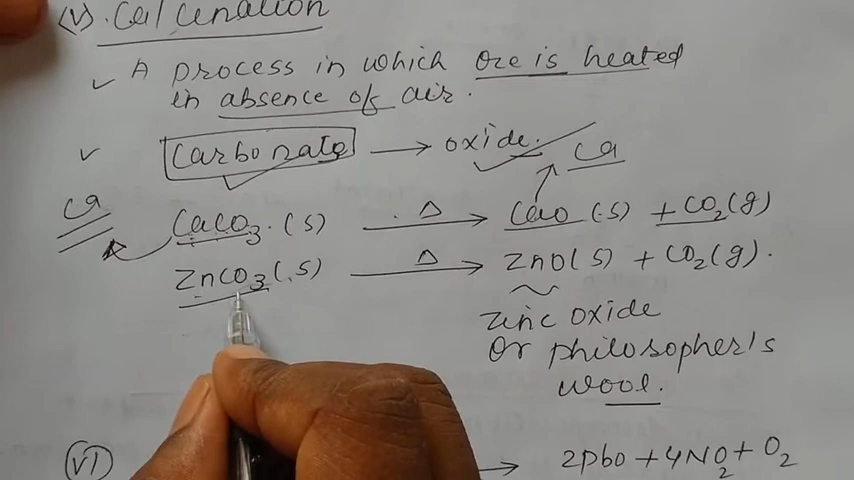 (V). Calcination
✓ A process in which ore is heated
in absence of air.
✓ Carbonate → oxide. Ca
Ca CaCO₃.(s) Δ→ CaO(s) + CO₂(g)
ZnCO₃(s) Δ→ ZnO(s) + CO₂(g).
Zinc oxide
Or philosopher's
wool.
(VI) → 2pbo + 4NO₂ + O₂